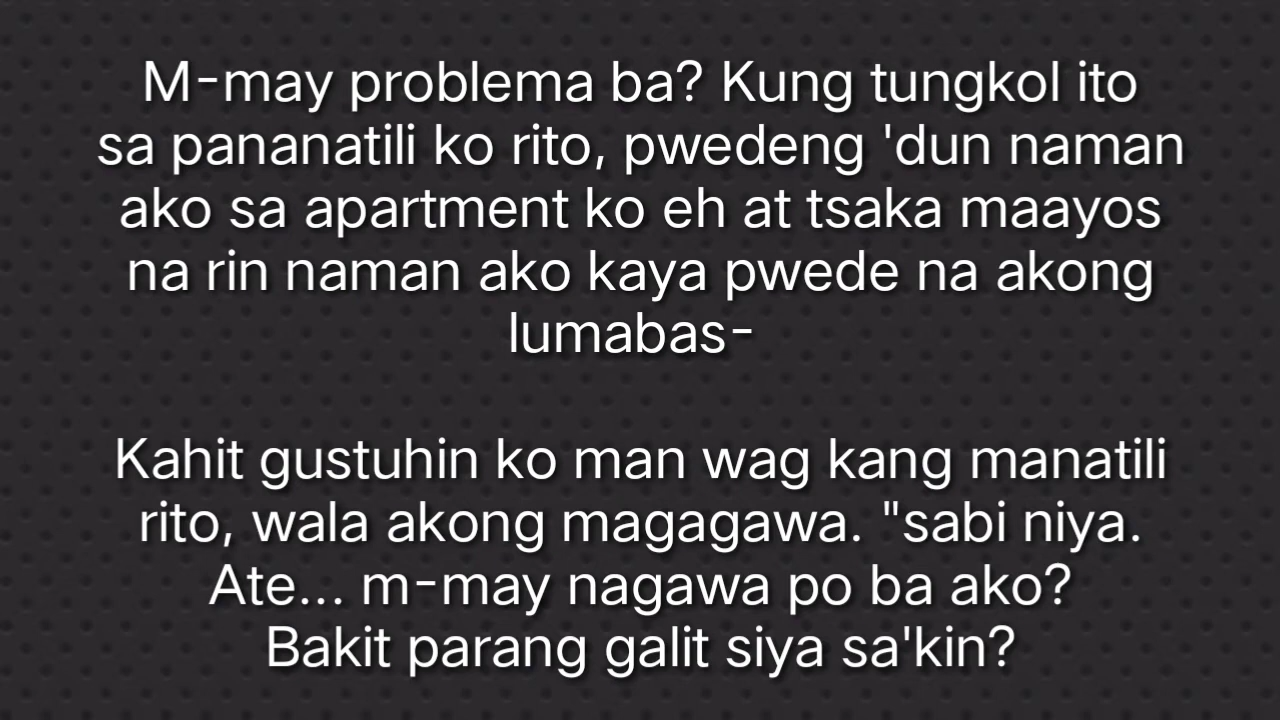 M-may problema ba? Kung tungkol ito
sa pananatili ko rito, pwedeng 'dun naman
ako sa apartment ko eh at tsaka maayos
na rin naman ako kaya pwede na akong
lumabas-
Kahit gustuhin ko man wag kang manatili
rito, wala akong magagawa. "sabi niya.
Ate... m-may nagawa po ba ako?
Bakit parang galit siya sa'kin?